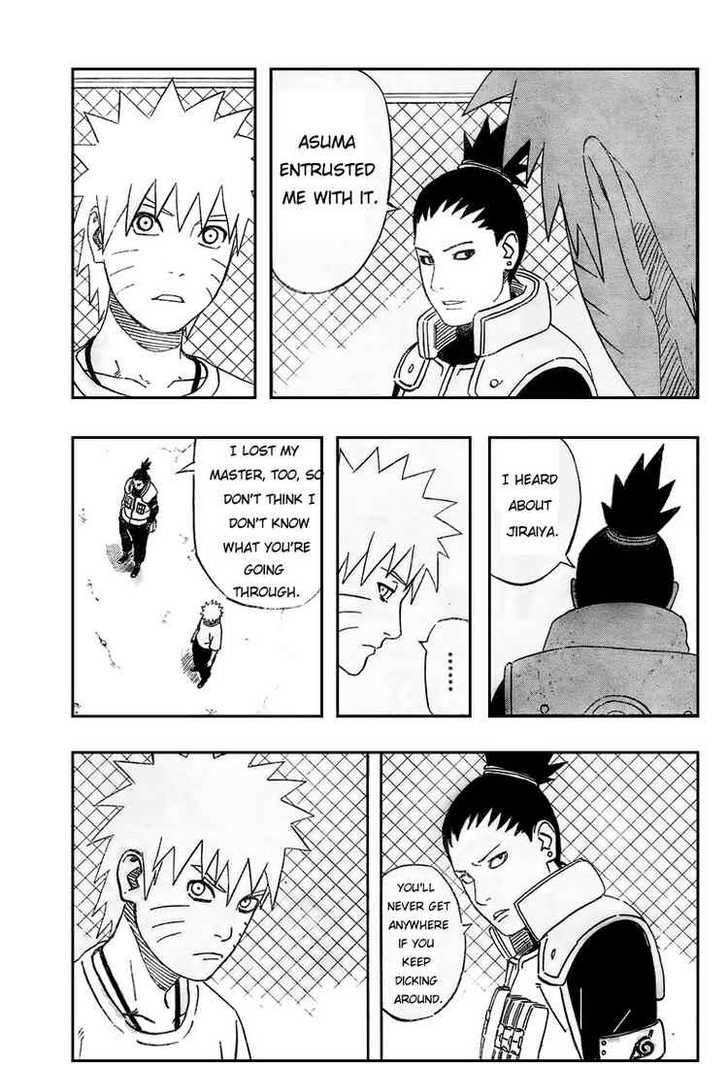 ASUMA
ENTRUSTED
ME WITH IT.
I HEARD
ABOUT
JIRAIYA.
......
I LOST MY
MASTER, TOO, SO
DON'T THINK I
DON'T KNOW
WHAT YOU'RE
GOING
THROUGH.
YOU'LL
NEVER GET
ANYWHERE
IF YOU
KEEP
DICKING
AROUND.